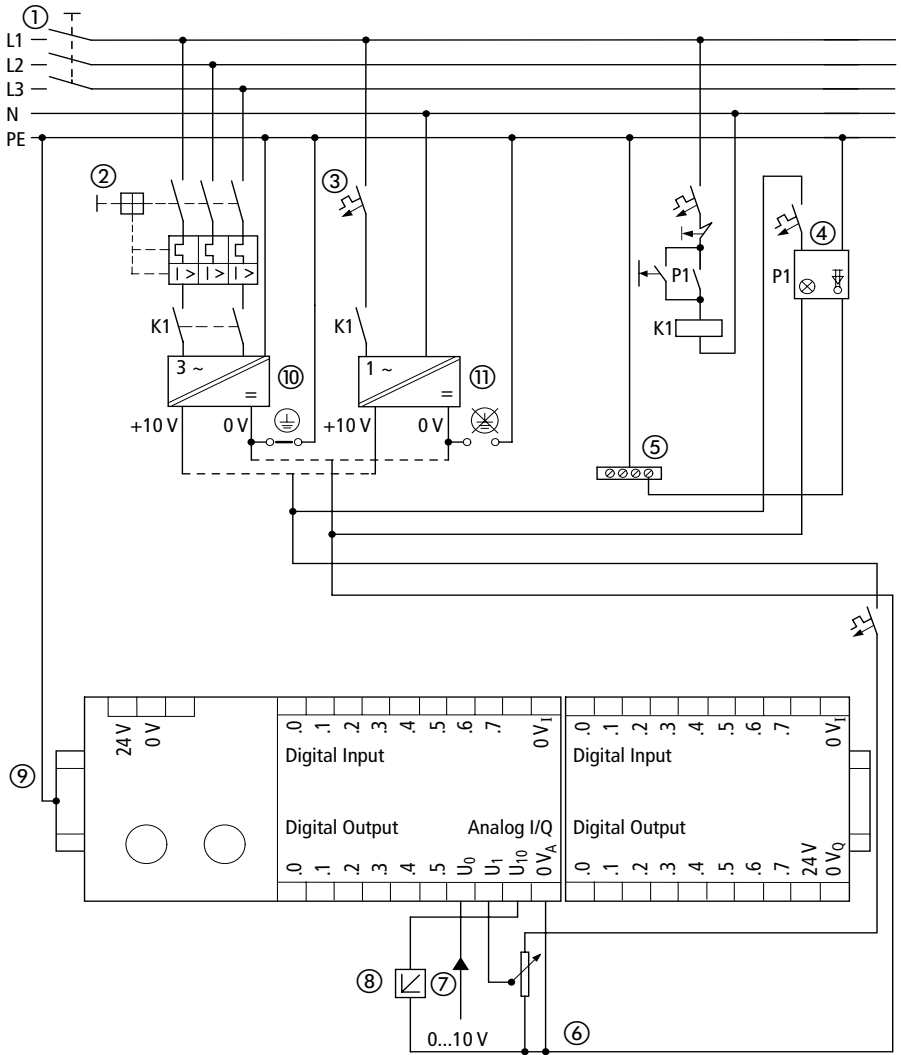 ①
L1
L2
L3
N
PE
②
③
④
P1
P1
K1
K1
K1
I >
I >
I >
3 ~
=
⑩
1 ~
=
⑪
+10 V
0 V
+10 V
0 V
⑤
24 V
0 V
.0
.1
.2
.3
.4
.5
.6
.7
0 VI
Digital Input
.0
.1
.2
.3
.4
.5
.6
.7
0 VI
Digital Input
⑨
Digital Output
Analog I/Q
.0
.1
.2
.3
.4
.5
U0
U1
U10
0 VA
Digital Output
.0
.1
.2
.3
.4
.5
.6
.7
24 V
0 VQ
⑧
⑦
0...10 V
⑥